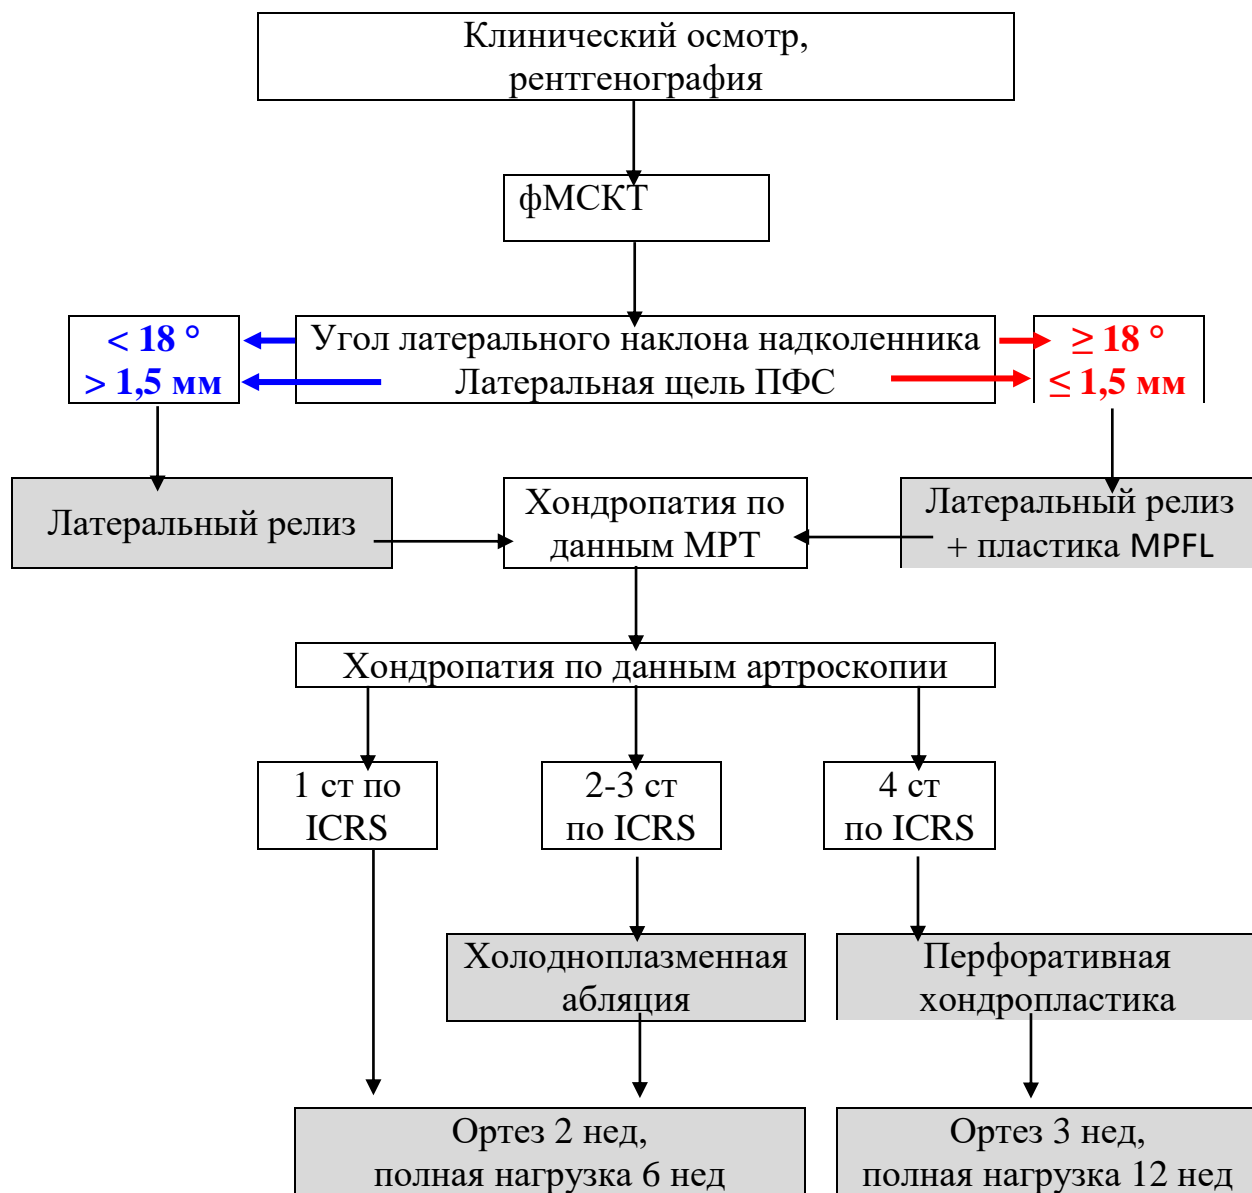 Клинический осмотр,
рентгенография
фМСКТ
< 18 °
> 1,5 мм
Угол латерального наклона надколенника
Латеральная щель ПФС
≥ 18 °
≤ 1,5 мм
Латеральный релиз
Хондропатия по
данным МРТ
Латеральный релиз
+ пластика MPFL
Хондропатия по данным артроскопии
1 ст по
ICRS
2-3 ст
по ICRS
4 ст
по ICRS
Холодноплазменная
абляция
Перфоративная
хондропластика
Ортез 2 нед,
полная нагрузка 6 нед
Ортез 3 нед,
полная нагрузка 12 нед